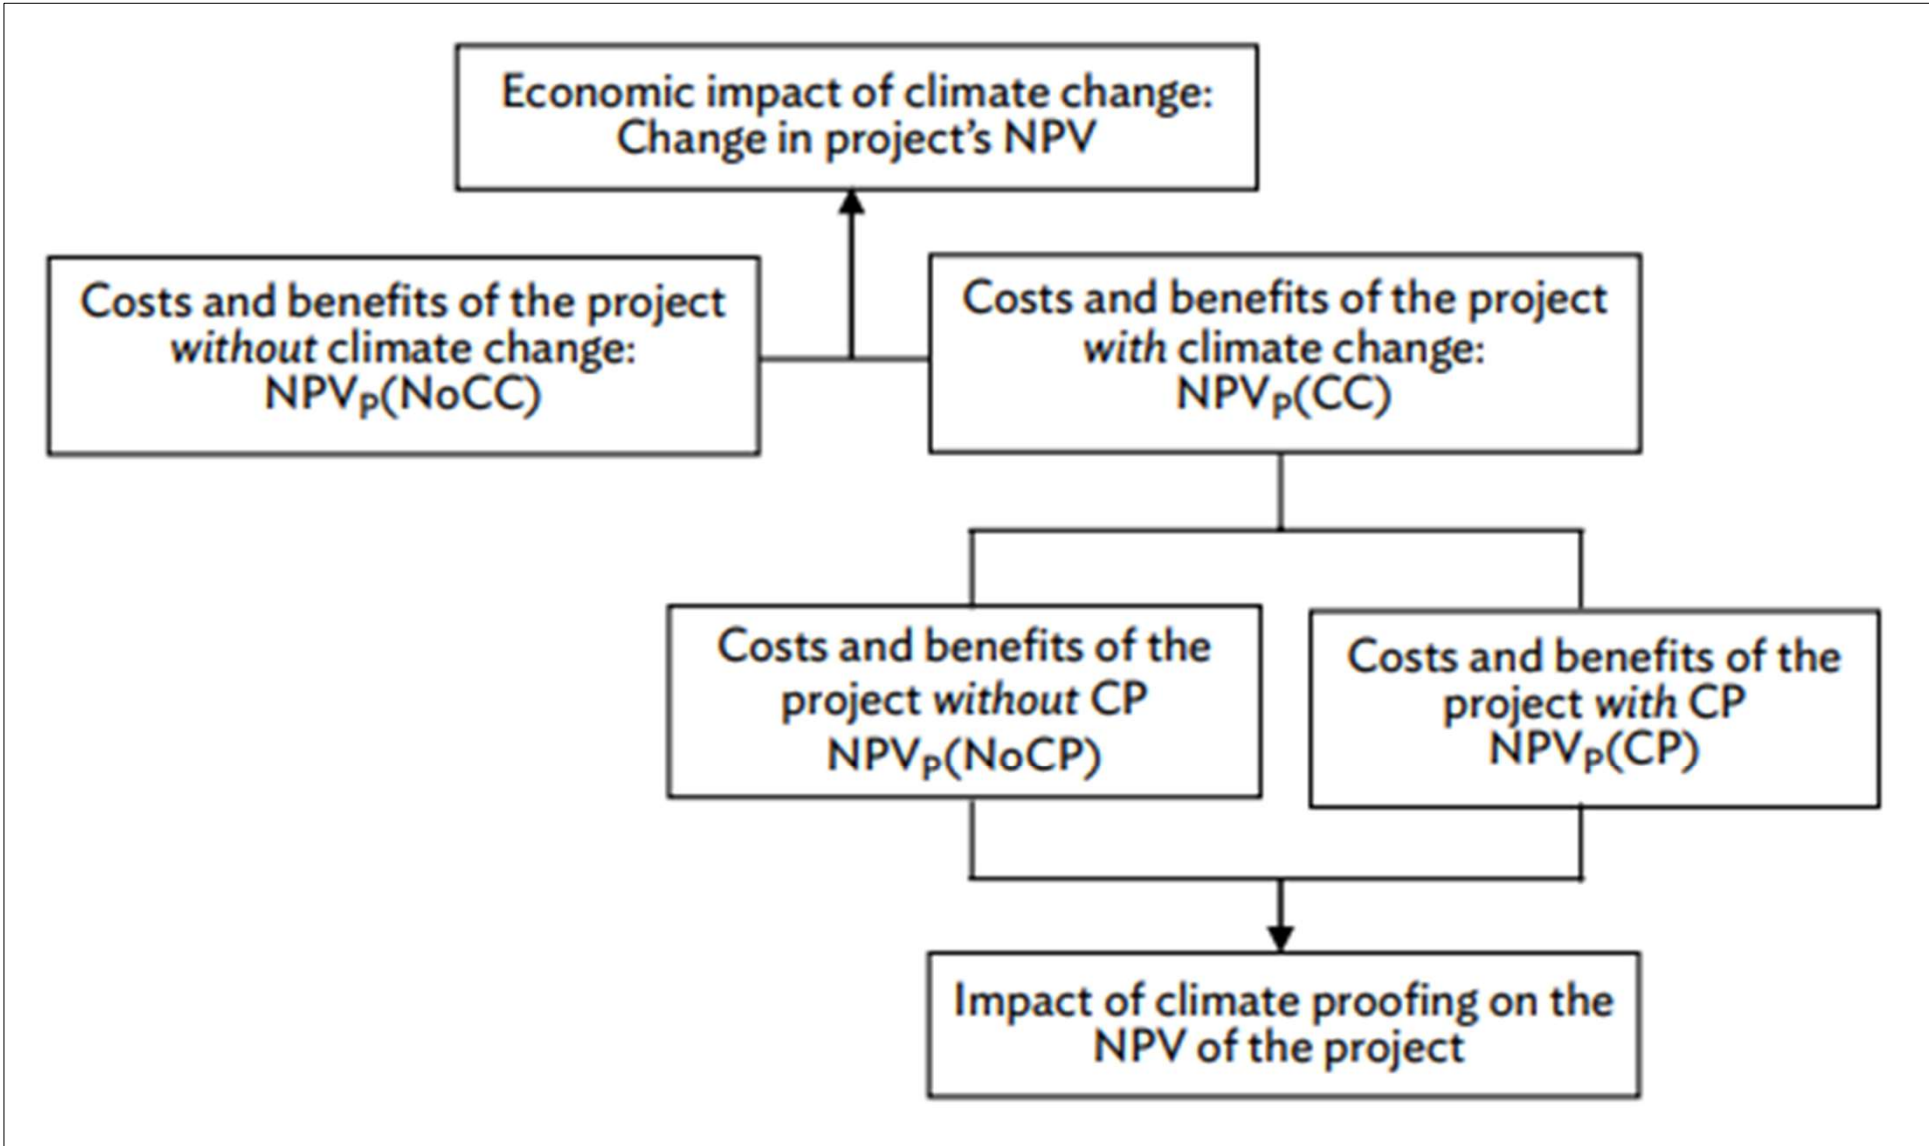 Economic impact of climate change:
Change in project’s NPV
Costs and benefits of the project
without climate change:
NPVP(NoCC)
Costs and benefits of the project
with climate change:
NPVP(CC)
Costs and benefits of the
project without CP
NPVP(NoCP)
Costs and benefits of the
project with CP
NPVP(CP)
Impact of climate proofing on the
NPV of the project